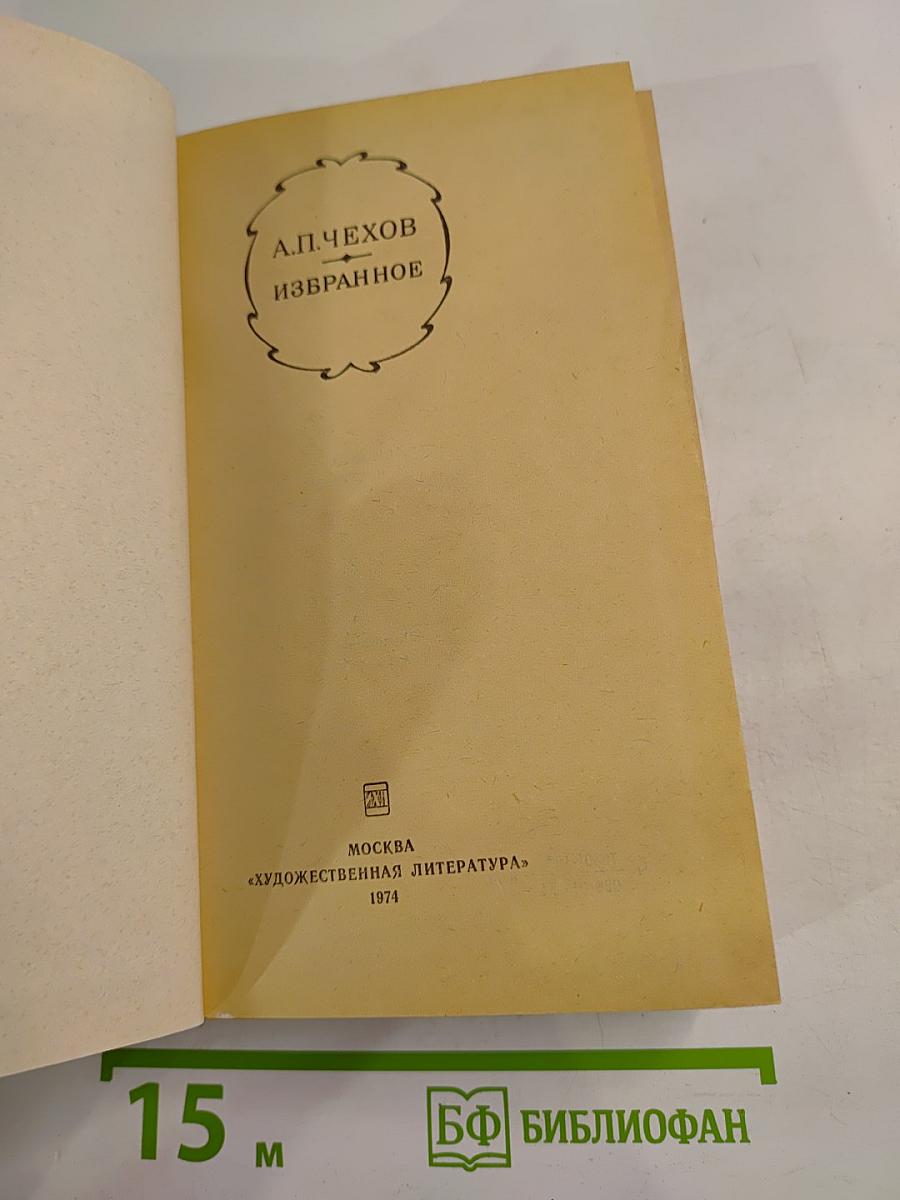 А.П.ЧЕХОВ
ИЗБРАННОЕ
МОСКВА
«ХУДОЖЕСТВЕННАЯ ЛИТЕРАТУРА»
1974
15 м
БФ БИБЛИОФАН